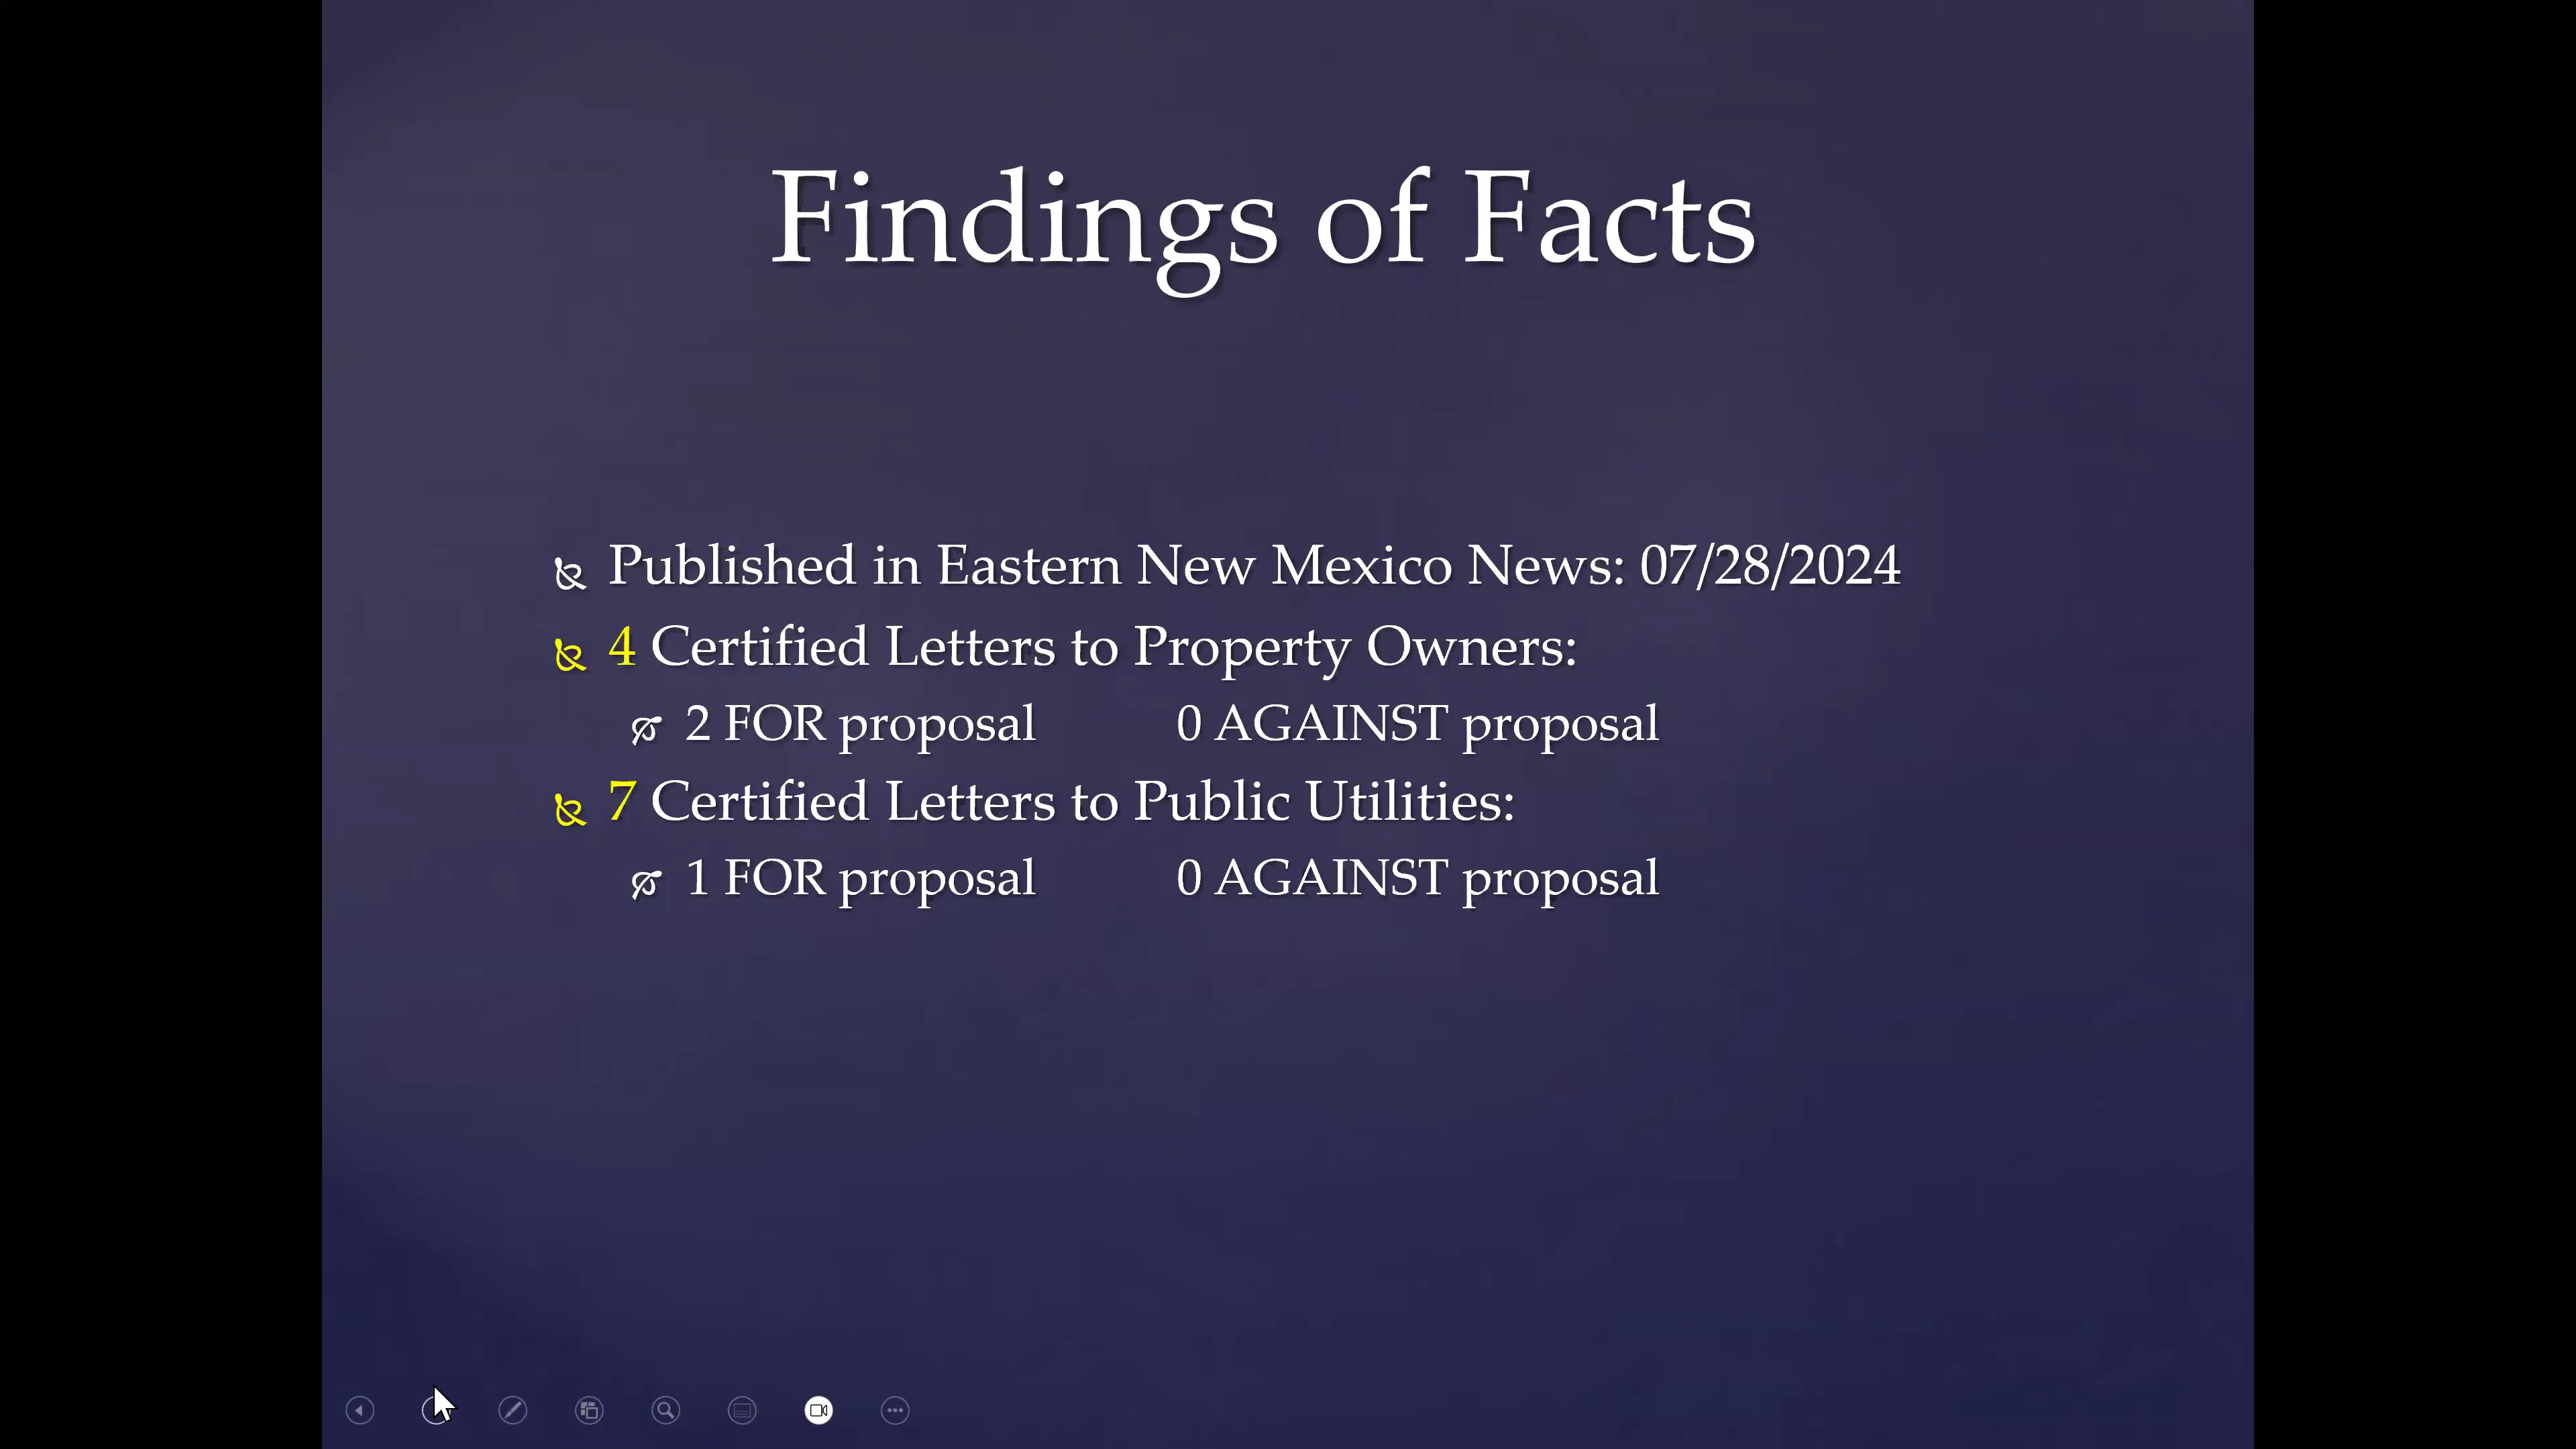 Findings of Facts
Published in Eastern New Mexico News: 07/28/2024
4 Certified Letters to Property Owners:
2 FOR proposal 0 AGAINST proposal
7 Certified Letters to Public Utilities:
1 FOR proposal 0 AGAINST proposal